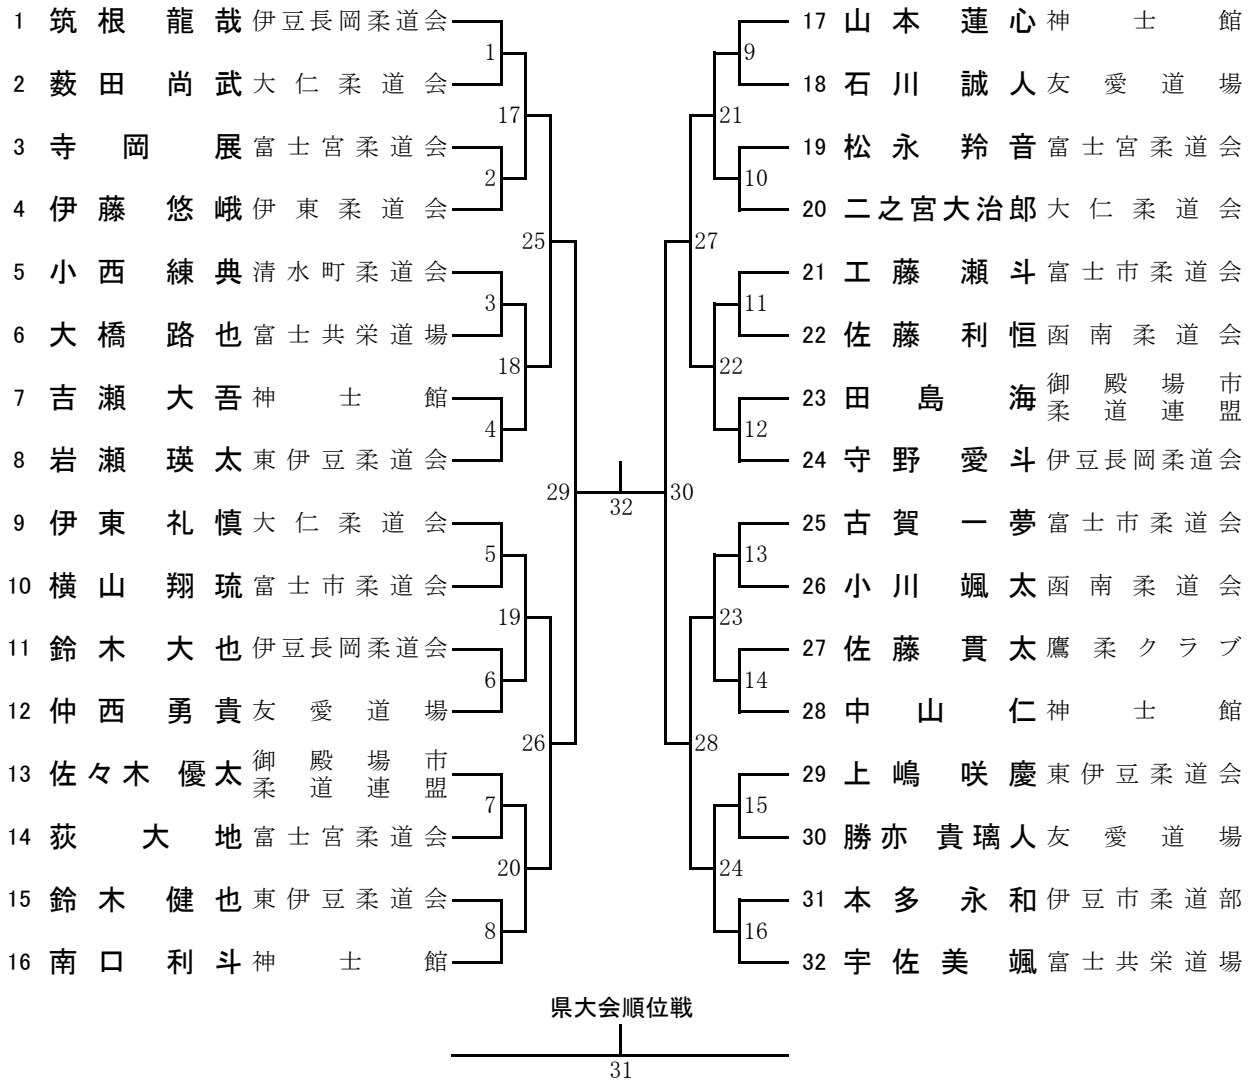 1 筑根 龍哉 伊豆長岡柔道会
2 薮田 尚武 大仁柔道会
3 寺岡 展 富士宮柔道会
4 伊藤 悠峨 伊東柔道会
5 小西 練典 清水町柔道会
6 大橋 路也 富士共栄道場
7 吉瀬 大吾 神士館
8 岩瀬 瑛太 東伊豆柔道会
9 伊東 礼慎 大仁柔道会
10 横山 翔琉 富士市柔道会
11 鈴木 大也 伊豆長岡柔道会
12 仲西 勇貴 友愛道場
13 佐々木 優太 御殿場市
柔道連盟
14 荻 大地 富士宮柔道会
15 鈴木 健也 東伊豆柔道会
16 南口 利斗 神士館
1
2
3
4
5
6
7
8
17
18
19
20
25
26
29
32
30
27
28
21
22
23
24
9
10
11
12
13
14
15
16
17 山本 蓮心 神士館
18 石川 誠人 友愛道場
19 松永 羚音 富士宮柔道会
20 二之宮大治郎 大仁柔道会
21 工藤 瀬斗 富士市柔道会
22 佐藤 利恒 函南柔道会
23 田島 海 御殿場市
柔道連盟
24 守野 愛斗 伊豆長岡柔道会
25 古賀 一夢 富士市柔道会
26 小川 颯太 函南柔道会
27 佐藤 貫太 鷹柔クラブ
28 中山 仁 神士館
29 上嶋 咲慶 東伊豆柔道会
30 勝亦 貴璃人 友愛道場
31 本多 永和 伊豆市柔道部
32 宇佐美 颯 富士共栄道場
県大会順位戦
31